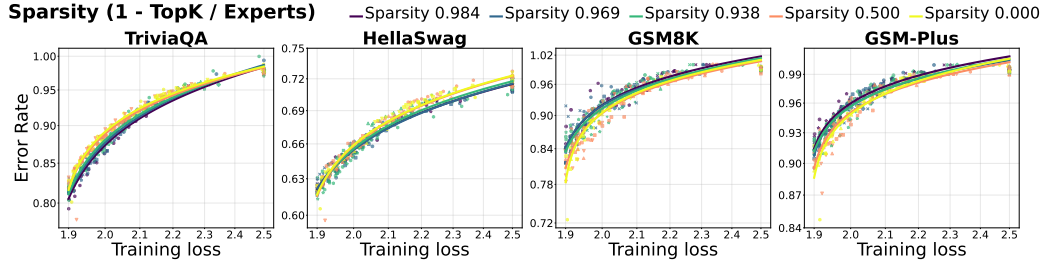 Sparsity (1 - TopK / Experts) Sparsity 0.984 Sparsity 0.969 Sparsity 0.938 Sparsity 0.500 Sparsity 0.000
TriviaQA HellaSwag GSM8K GSM-Plus
Error Rate
1.00
0.95
0.90
0.85
0.80
1.9 2.0 2.1 2.2 2.3 2.4 2.5
Training loss
0.75
0.72
0.69
0.66
0.63
0.60
1.9 2.0 2.1 2.2 2.3 2.4 2.5
Training loss
1.02
0.96
0.90
0.84
0.78
0.72
1.9 2.0 2.1 2.2 2.3 2.4 2.5
Training loss
0.99
0.96
0.93
0.90
0.87
0.84
1.9 2.0 2.1 2.2 2.3 2.4 2.5
Training loss